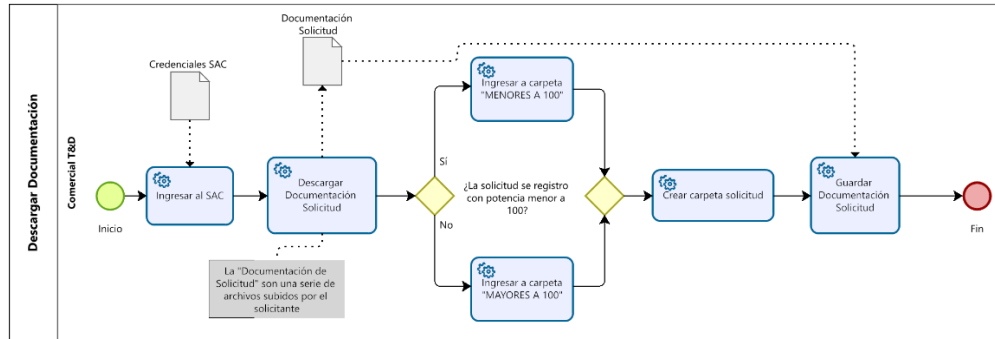 Descargar Documentación
Comercial T&D
Inicio
Credenciales SAC
Ingresar al SAC
Documentación
Solicitud
Descargar
Documentación
Solicitud
La "Documentación de
Solicitud" son una serie de
archivos subidos por el
solicitante
Sí
No
¿La solicitud se registro
con potencia menor a
100?
Ingresar a carpeta
"MENORES A 100"
Ingresar a carpeta
"MAYORES A 100"
Crear carpeta solicitud
Guardar
Documentación
Solicitud
Fin